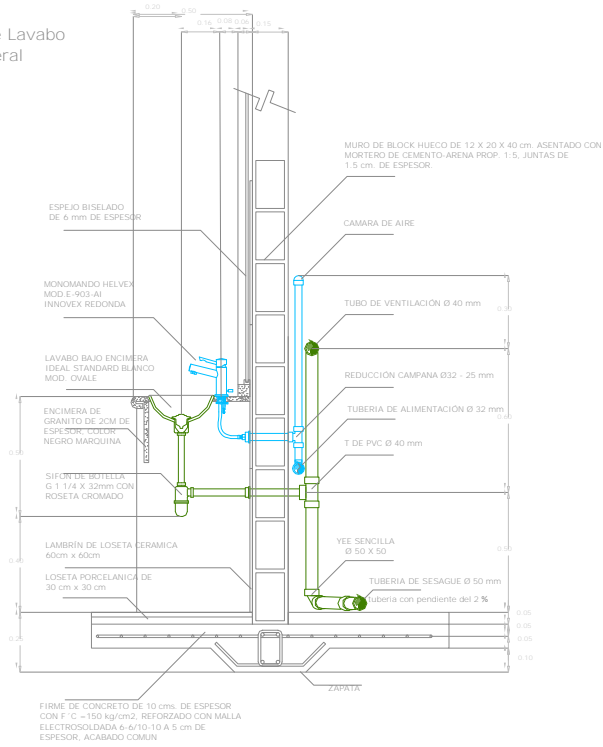 e Lavabo
eral
0.20
0.50
0.16
0.08
0.06
0.15
MURO DE BLOCK HUECO DE 12 X 20 X 40 cm. ASENTADO CON
MORTERO DE CEMENTO-ARENA PROP. 1:5, JUNTAS DE
1.5 cm. DE ESPESOR.
ESPEJO BISELADO
DE 6 mm DE ESPESOR
CAMARA DE AIRE
MONOMANDO HELVEX
MOD.E-903-AI
INNOVEX REDONDA
TUBO DE VENTILACIÓN Ø 40 mm
LAVABO BAJO ENCIMERA
IDEAL STANDARD BLANCO
MOD. OVALE
REDUCCIÓN CAMPANA Ø32 - 25 mm
TUBERIA DE ALIMENTACIÓN Ø 32 mm
ENCIMERA DE
GRANITO DE 2CM DE
ESPESOR. COLOR
NEGRO MARQUINA
T DE PVC Ø 40 mm
SIFON DE BOTELLA
G 1 1/4 X 32mm CON
ROSETA CROMADO
LAMBRÍN DE LOSETA CERAMICA
60cm x 60cm
YEE SENCILLA
Ø 50 X 50
LOSETA PORCELANICA DE
30 cm x 30 cm
TUBERIA DE SESAGUE Ø 50 mm
tuberia con pendiente del 2 %
0.05
0.05
0.05
0.10
0.25
ZAPATA
FIRME DE CONCRETO DE 10 cms. DE ESPESOR
CON F´C =150 kg/cm2, REFORZADO CON MALLA
ELECTROSOLDADA 6-6/10-10 A 5 cm DE
ESPESOR, ACABADO COMUN